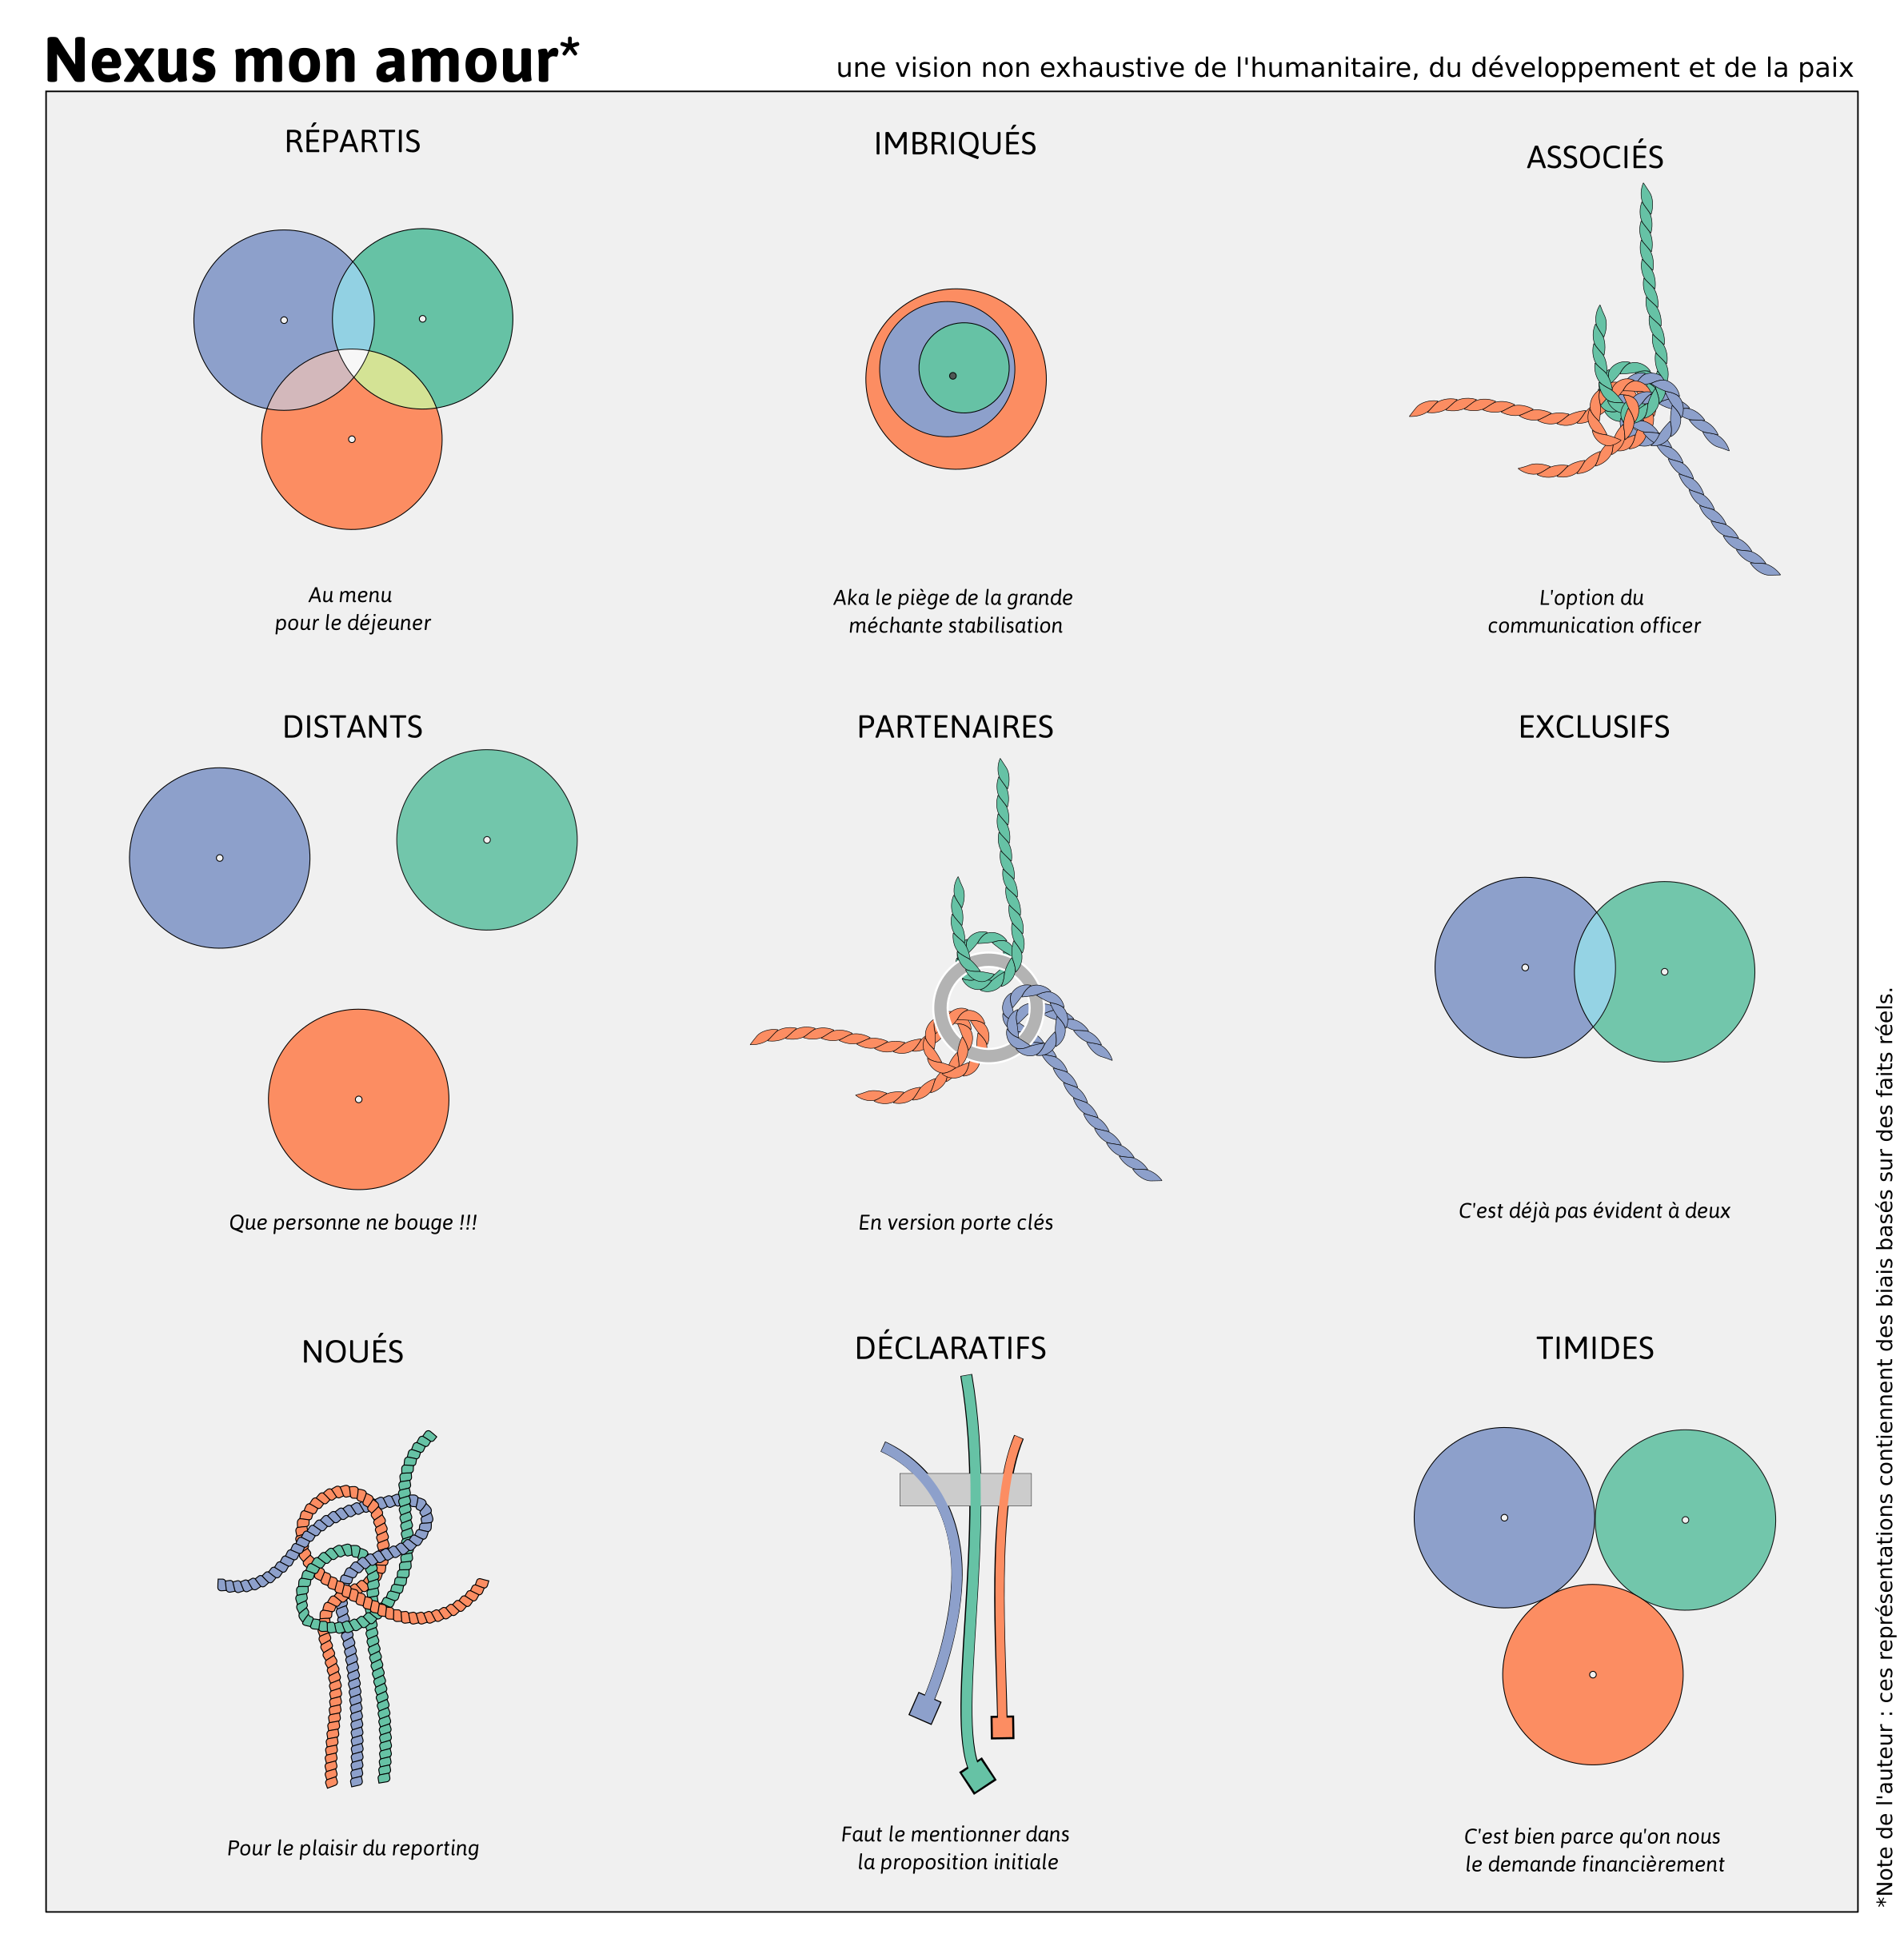 Nexus mon amour*
une vision non exhaustive de l'humanitaire, du développement et de la paix
RÉPARTIS
Au menu
pour le déjeuner
IMBRIQUÉS
Aka le piège de la grande
méchante stabilisation
ASSOCIÉS
L'option du
communication officer
DISTANTS
Que personne ne bouge !!!
PARTENAIRES
En version porte clés
EXCLUSIFS
C'est déjà pas évident à deux
NOUÉS
Pour le plaisir du reporting
DÉCLARATIFS
Faut le mentionner dans
la proposition initiale
TIMIDES
C'est bien parce qu'on nous
le demande financièrement
*Note de l'auteur : ces représentations contiennent des biais basés sur des faits réels.